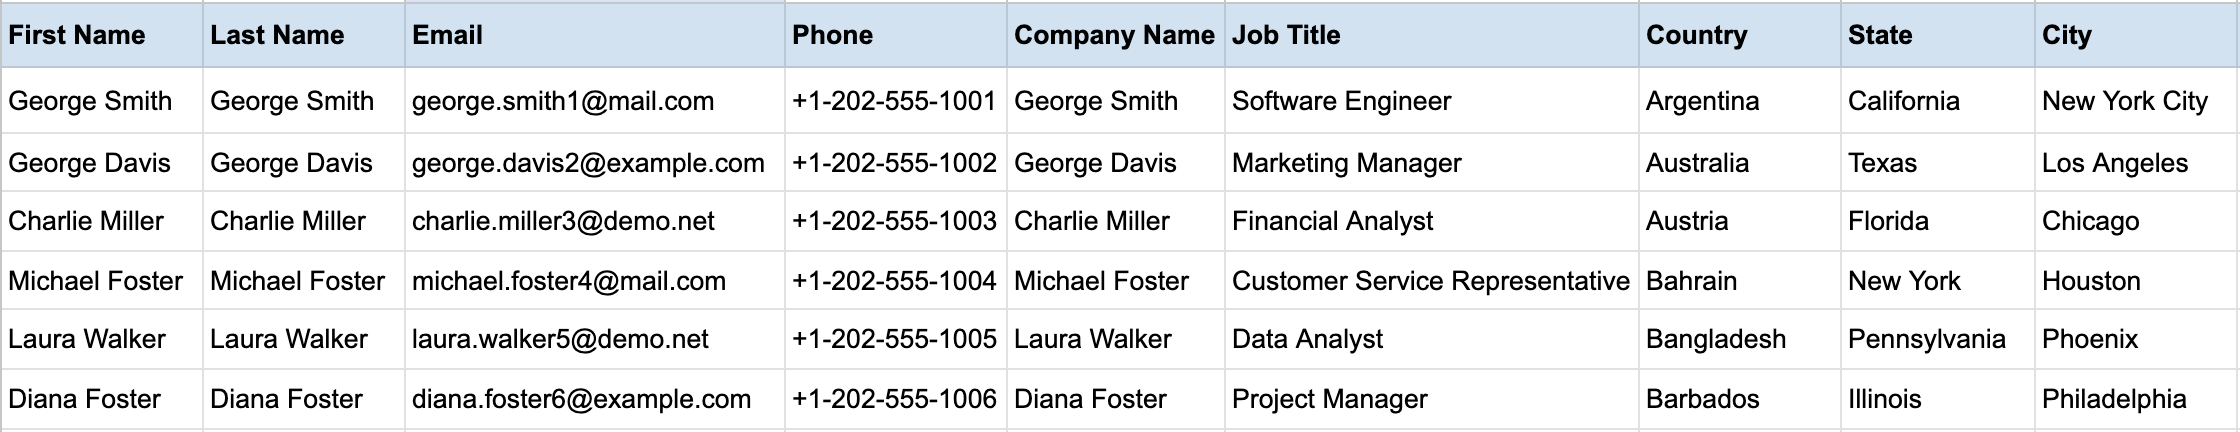 First Name Last Name Email Phone Company Name Job Title Country State City
George Smith George Smith george.smith1@mail.com +1-202-555-1001 George Smith Software Engineer Argentina California New York City
George Davis George Davis george.davis2@example.com +1-202-555-1002 George Davis Marketing Manager Australia Texas Los Angeles
Charlie Miller Charlie Miller charlie.miller3@demo.net +1-202-555-1003 Charlie Miller Financial Analyst Austria Florida Chicago
Michael Foster Michael Foster michael.foster4@mail.com +1-202-555-1004 Michael Foster Customer Service Representative Bahrain New York Houston
Laura Walker Laura Walker laura.walker5@demo.net +1-202-555-1005 Laura Walker Data Analyst Bangladesh Pennsylvania Phoenix
Diana Foster Diana Foster diana.foster6@example.com +1-202-555-1006 Diana Foster Project Manager Barbados Illinois Philadelphia